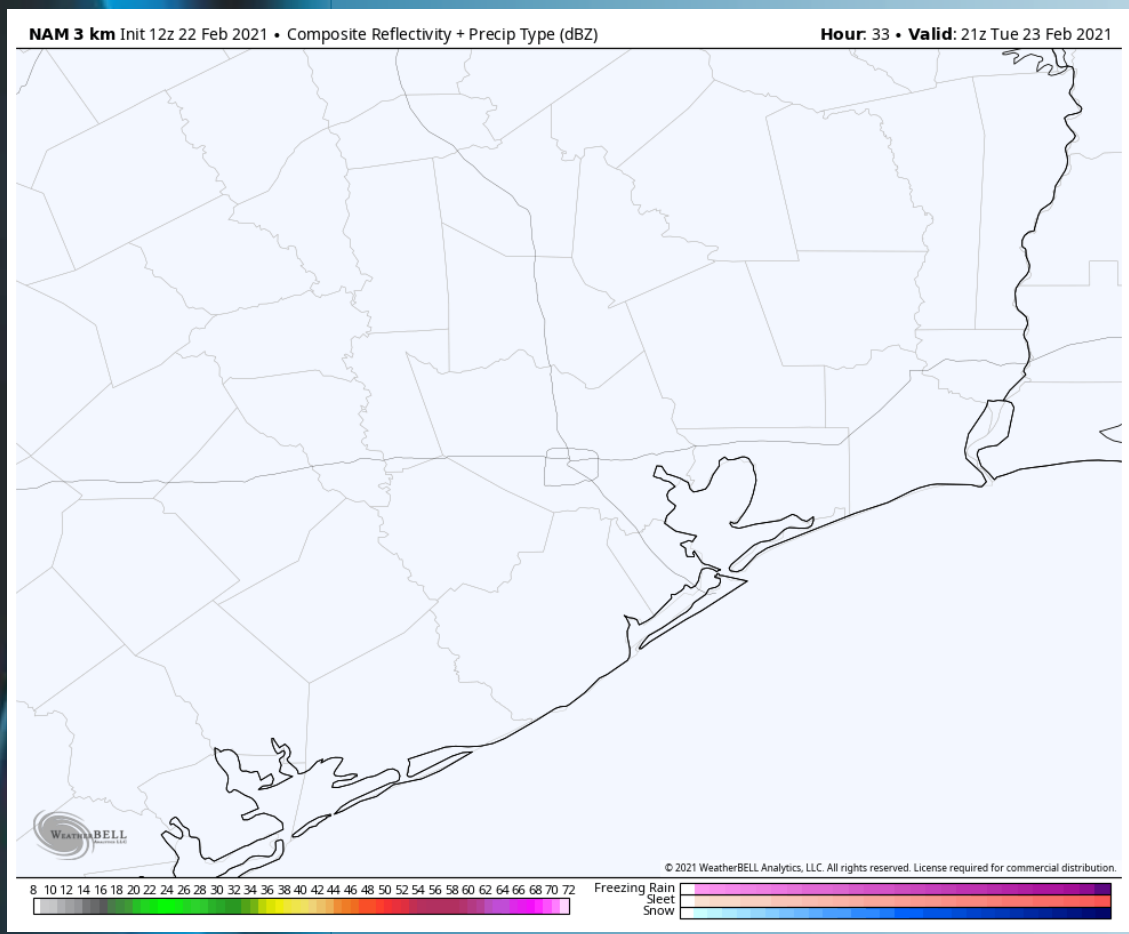 NAM 3 km Init 12z 22 Feb 2021 • Composite Reflectivity + Precip Type (dBZ) Hour: 33 • Valid: 21z Tue 23 Feb 2021
WEATHERBELL
ANALYTICS LLC
© 2021 WeatherBELL Analytics, LLC. All rights reserved. License required for commercial distribution.
8 10 12 14 16 18 20 22 24 26 28 30 32 34 36 38 40 42 44 46 48 50 52 54 56 58 60 62 64 66 68 70 72
Freezing Rain
Sleet
Snow